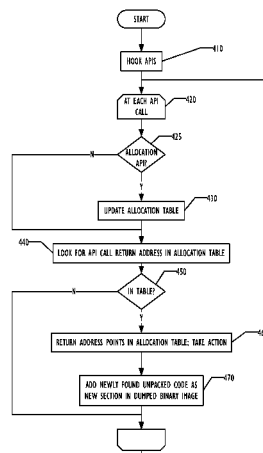 START
410
HOOK APIS
AT EACH API
CALL
420
425
ALLOCATION
API?
N
Y
430
UPDATE ALLOCATION TABLE
440
LOOK FOR API CALL RETURN ADDRESS IN ALLOCATION TABLE
450
IN TABLE?
N
Y
RETURN ADDRESS POINTS IN ALLOCATION TABLE; TAKE ACTION
470
ADD NEWLY FOUND UNPACKED CODE AS
NEW SECTION IN DUMPED BINARY IMAGE